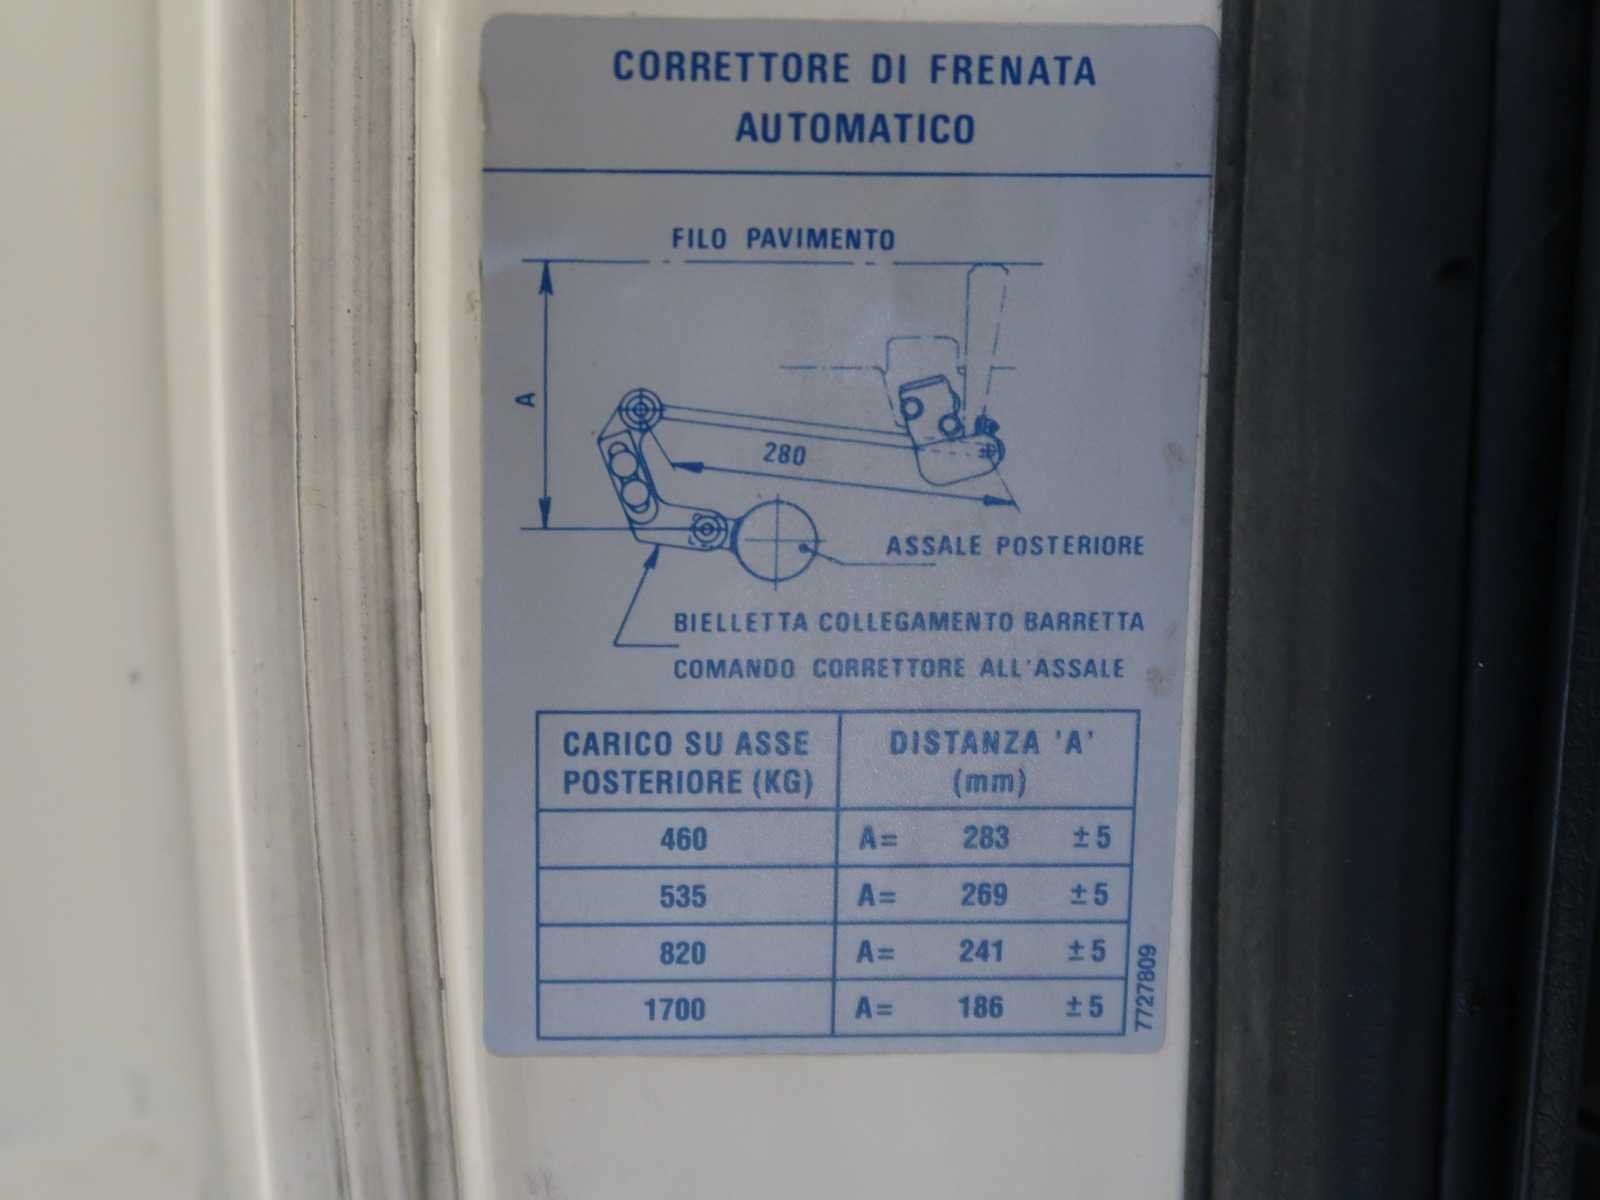 CORRETTORE DI FRENATA
AUTOMATICO
FILO PAVIMENTO
A
280
ASSALE POSTERIORE
BIELLETTA COLLEGAMENTO BARRETTA
COMANDO CORRETTORE ALL'ASSALE
CARICO SU ASSE
POSTERIORE (KG)
DISTANZA 'A'
(mm)
460 A= 283 ±5
535 A= 269 ±5
820 A= 241 ±5
1700 A= 186 ±5
7727809